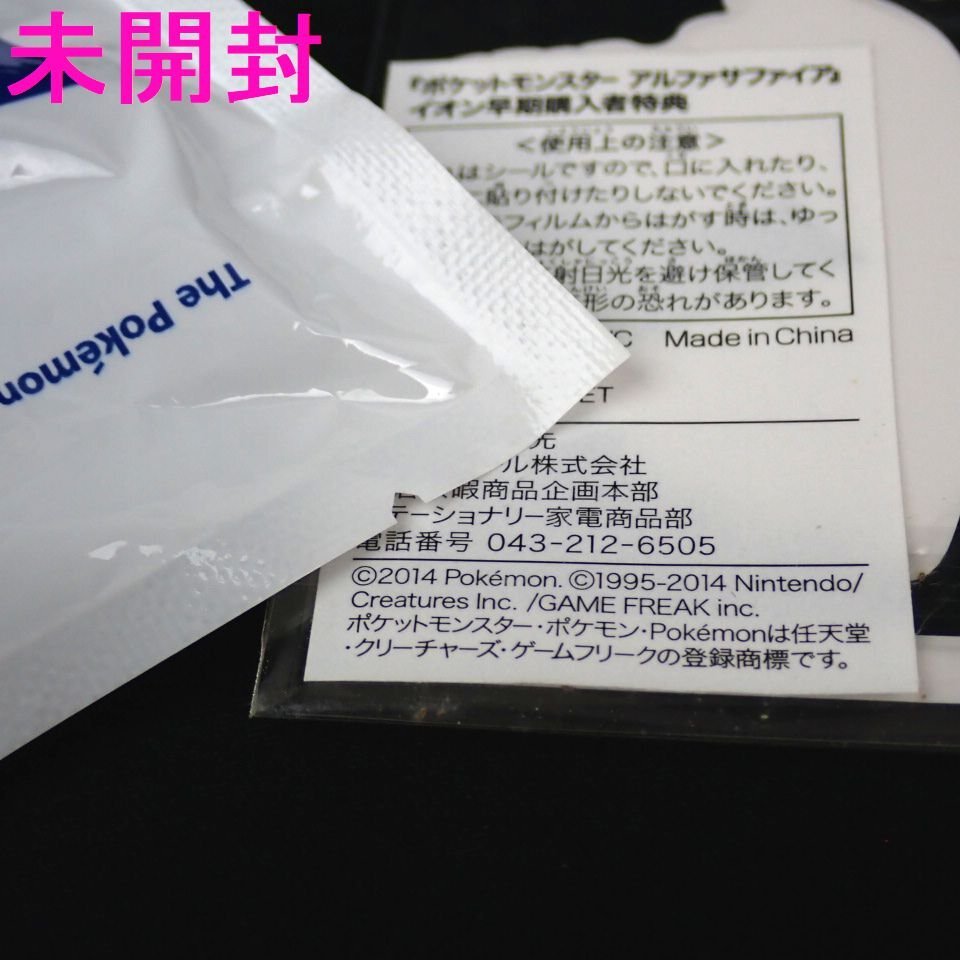 未開封
The Pokémon
『ポケットモンスター アルファサファイア』
イオン早期購入者特典
＜使用上の注意＞
はシールですので、口に入れたり、
貼り付けたりしないでください。
フィルムからはがす時は、ゆっ
はがしてください。
射日光を避け保管してく
形の恐れがあります。
C Made in China
ET
先
ル株式会社
暇商品企画本部
テーショナリー家電商品部
電話番号 043-212-6505
©2014 Pokémon. ©1995-2014 Nintendo/
Creatures Inc. /GAME FREAK inc.
ポケットモンスター・ポケモン・Pokémonは任天堂
・クリーチャーズ・ゲームフリークの登録商標です。